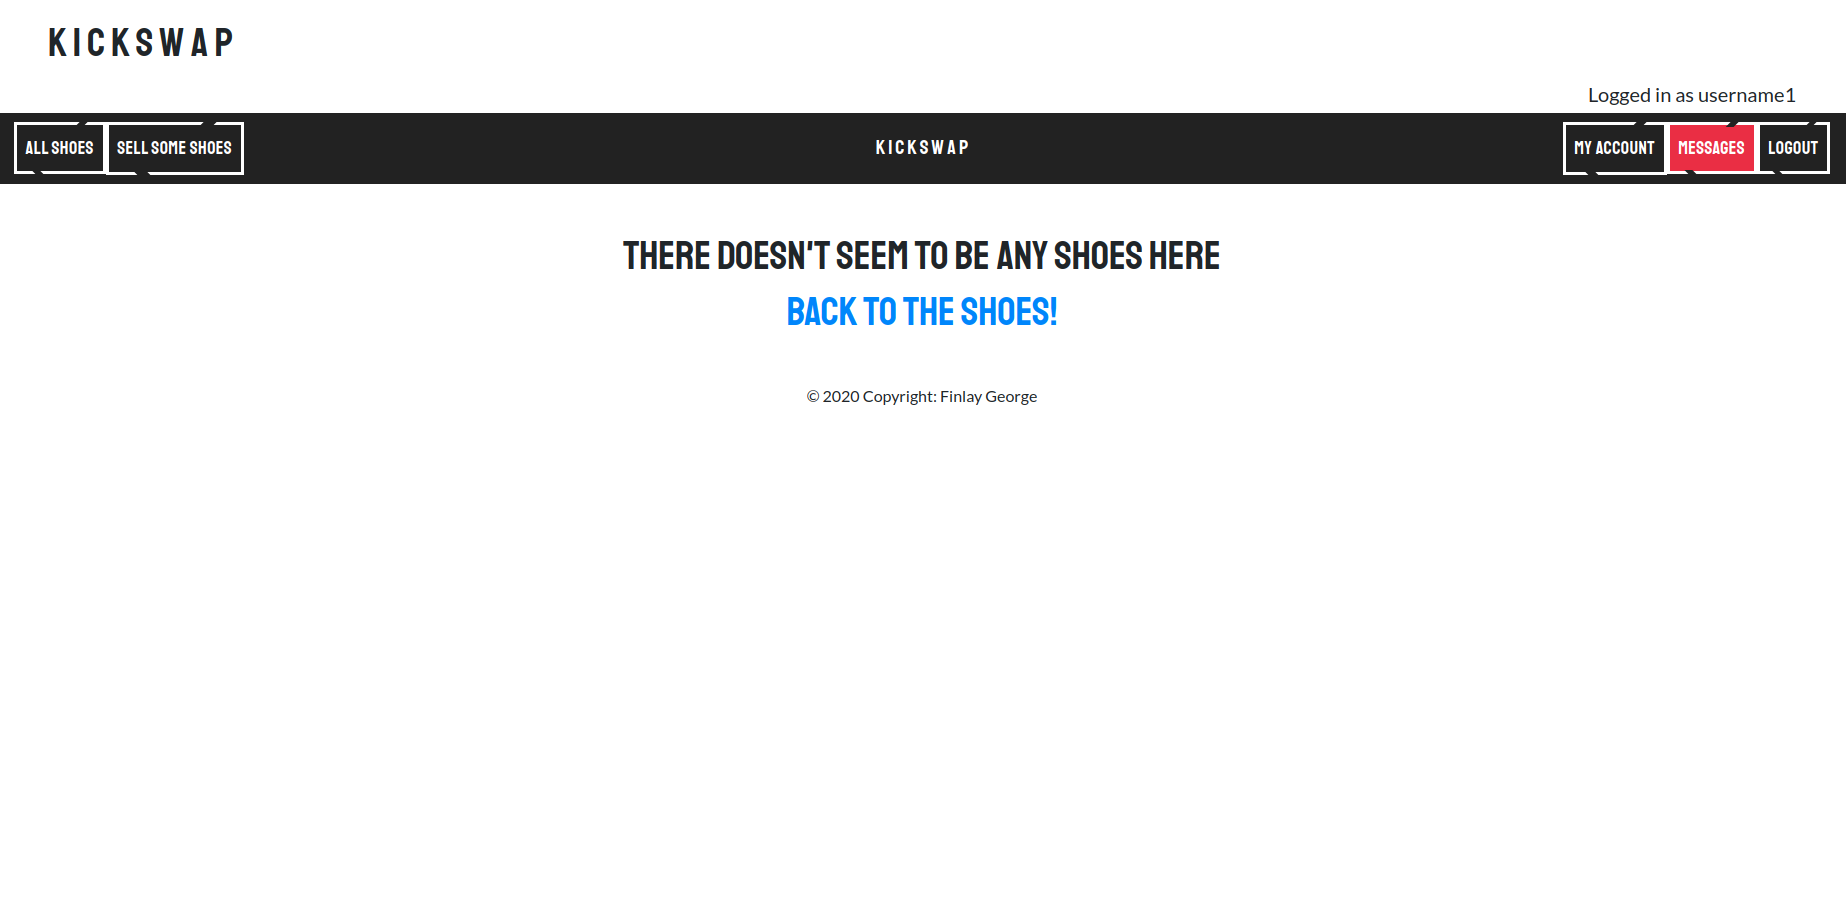 KICKSWAP
Logged in as username1
ALL SHOES SELL SOME SHOES KICKSWAP MY ACCOUNT MESSAGES LOGOUT
THERE DOESN'T SEEM TO BE ANY SHOES HERE
BACK TO THE SHOES!
© 2020 Copyright: Finlay George